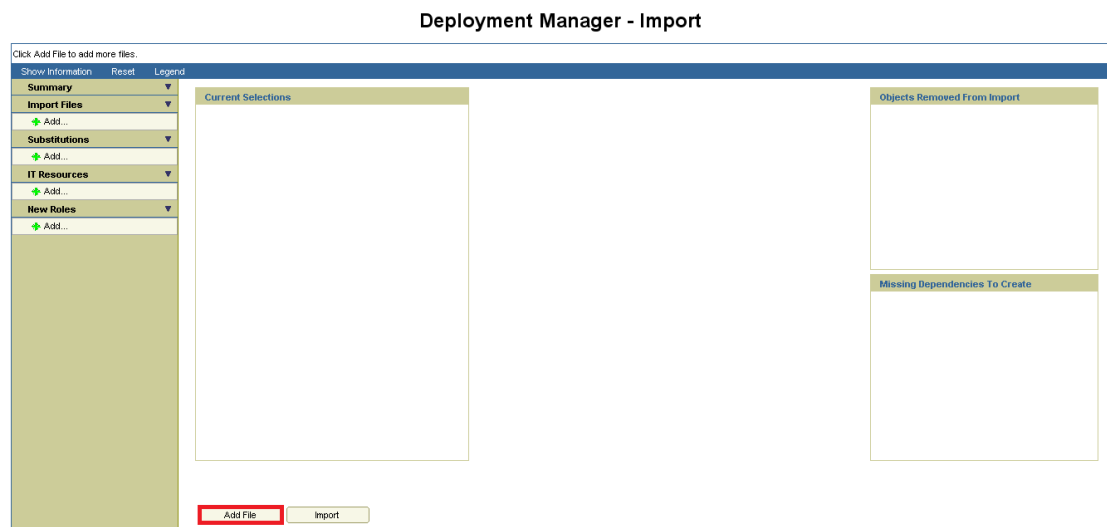 Deployment Manager - Import
Click Add File to add more files.
Show Information Reset Legend
Summary
Import Files
Add...
Substitutions
Add...
IT Resources
Add...
New Roles
Add...
Current Selections
Objects Removed From Import
Missing Dependencies To Create
Add File Import